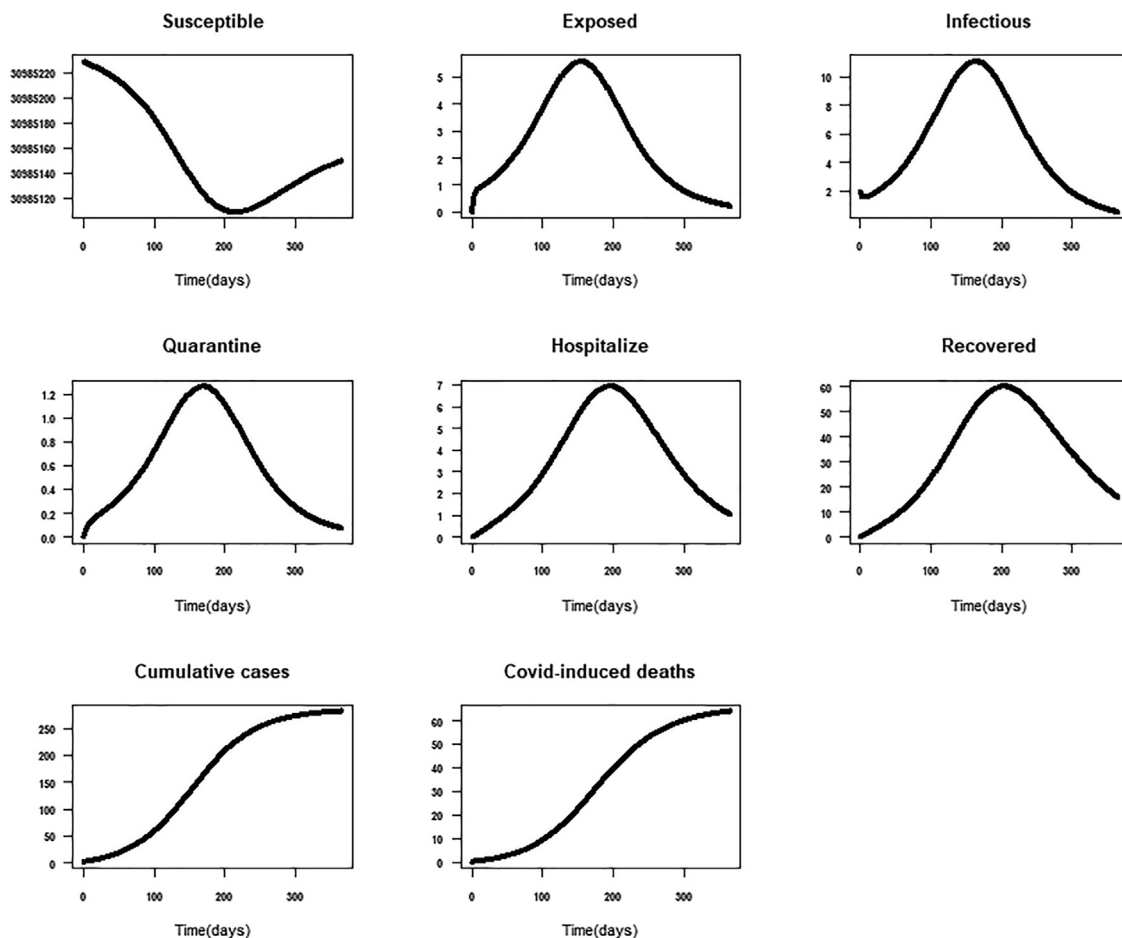 Susceptible Exposed Infectious
30985220
30985200
30985180
30985160
30985140
30985120
0 100 200 300
Time(days)
5
4
3
2
1
0
0 100 200 300
Time(days)
10
8
6
4
2
0 100 200 300
Time(days)
Quarantine Hospitalize Recovered
1.2
1.0
0.8
0.6
0.4
0.2
0.0
0 100 200 300
Time(days)
7
6
5
4
3
2
1
0
0 100 200 300
Time(days)
60
50
40
30
20
10
0
0 100 200 300
Time(days)
Cumulative cases Covid-induced deaths
250
200
150
100
50
0
0 100 200 300
Time(days)
60
50
40
30
20
10
0
0 100 200 300
Time(days)